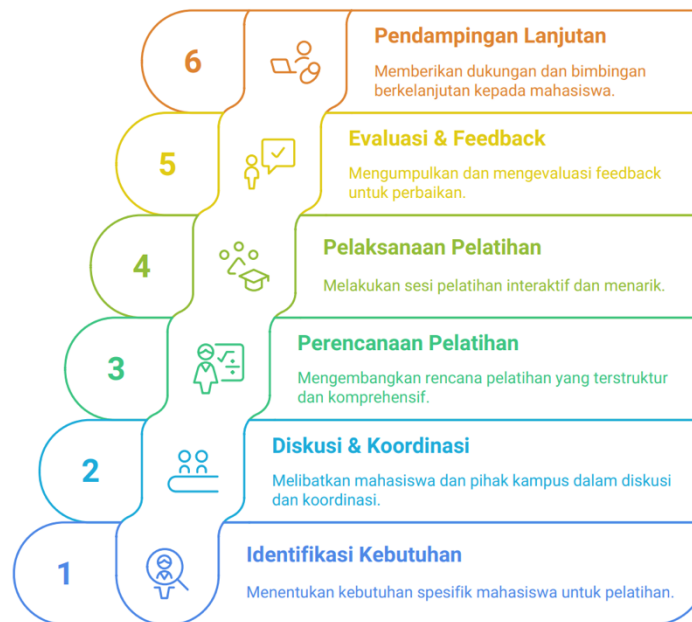 6
Pendampingan Lanjutan
Memberikan dukungan dan bimbingan
berkelanjutan kepada mahasiswa.
5
Evaluasi & Feedback
Mengumpulkan dan mengevaluasi feedback
untuk perbaikan.
4
Pelaksanaan Pelatihan
Melakukan sesi pelatihan interaktif dan menarik.
3
Perencanaan Pelatihan
Mengembangkan rencana pelatihan yang terstruktur
dan komprehensif.
2
Diskusi & Koordinasi
Melibatkan mahasiswa dan pihak kampus dalam diskusi
dan koordinasi.
1
Identifikasi Kebutuhan
Menentukan kebutuhan spesifik mahasiswa untuk pelatihan.